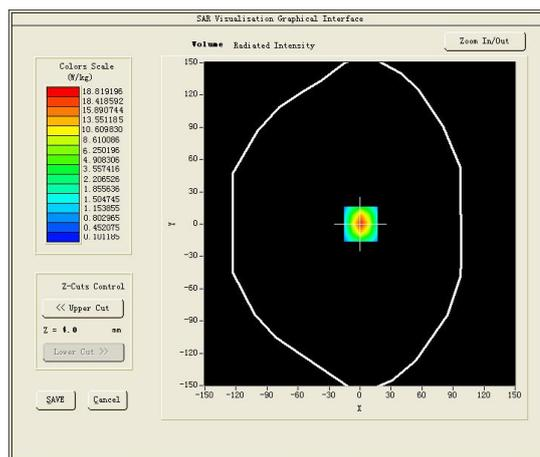 SAR Visualisation Graphical Interface
Volume Radiated Intensity
Zoom In/Out
Colors Scale
(W/kg)
18.819196
18.418592
15.890744
13.551185
10.609830
8.610086
6.250196
4.908306
3.557416
2.206526
1.855636
1.504745
1.153855
0.802965
0.452075
0.101185
Z-Cuts Control
<< Upper Cut
Z = 4.0 mm
Lower Cut >>
SAVE Cancel
150
120
90
60
30
0
-30
-60
-90
-120
-150
Y
-150 -120 -90 -60 -30 0 30 60 90 120 150
X